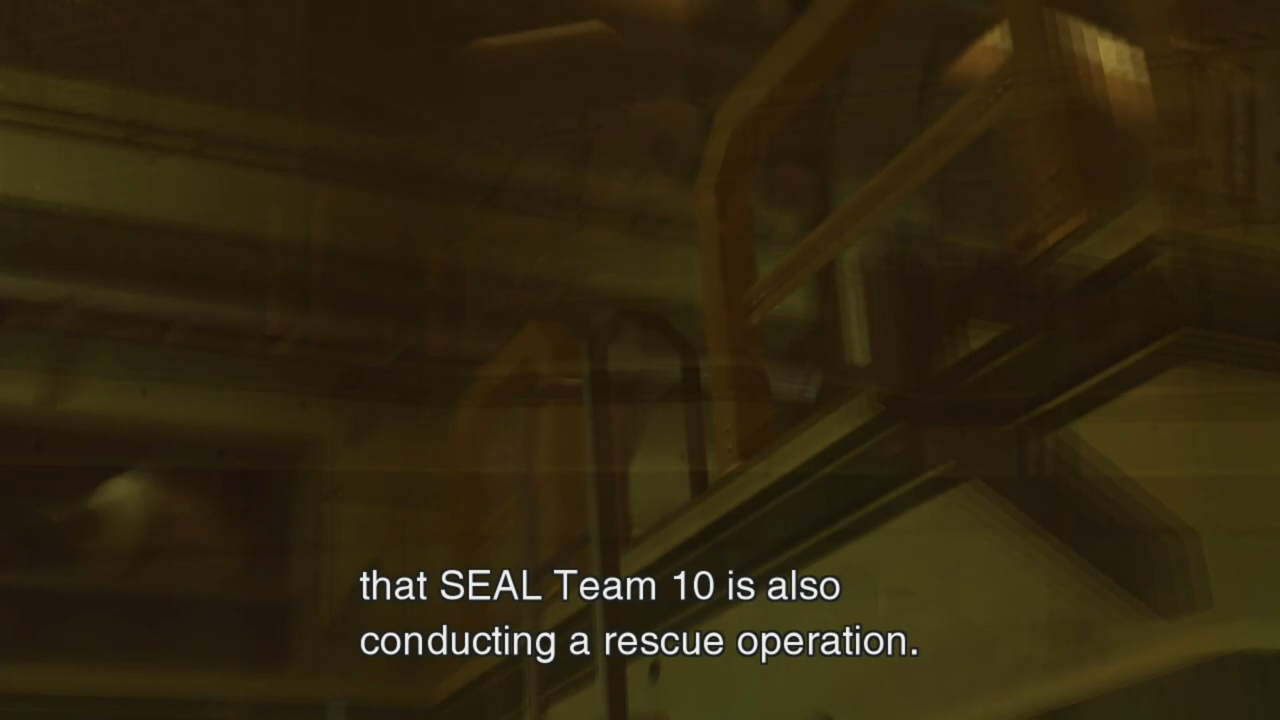 that SEAL Team 10 is also
conducting a rescue operation.